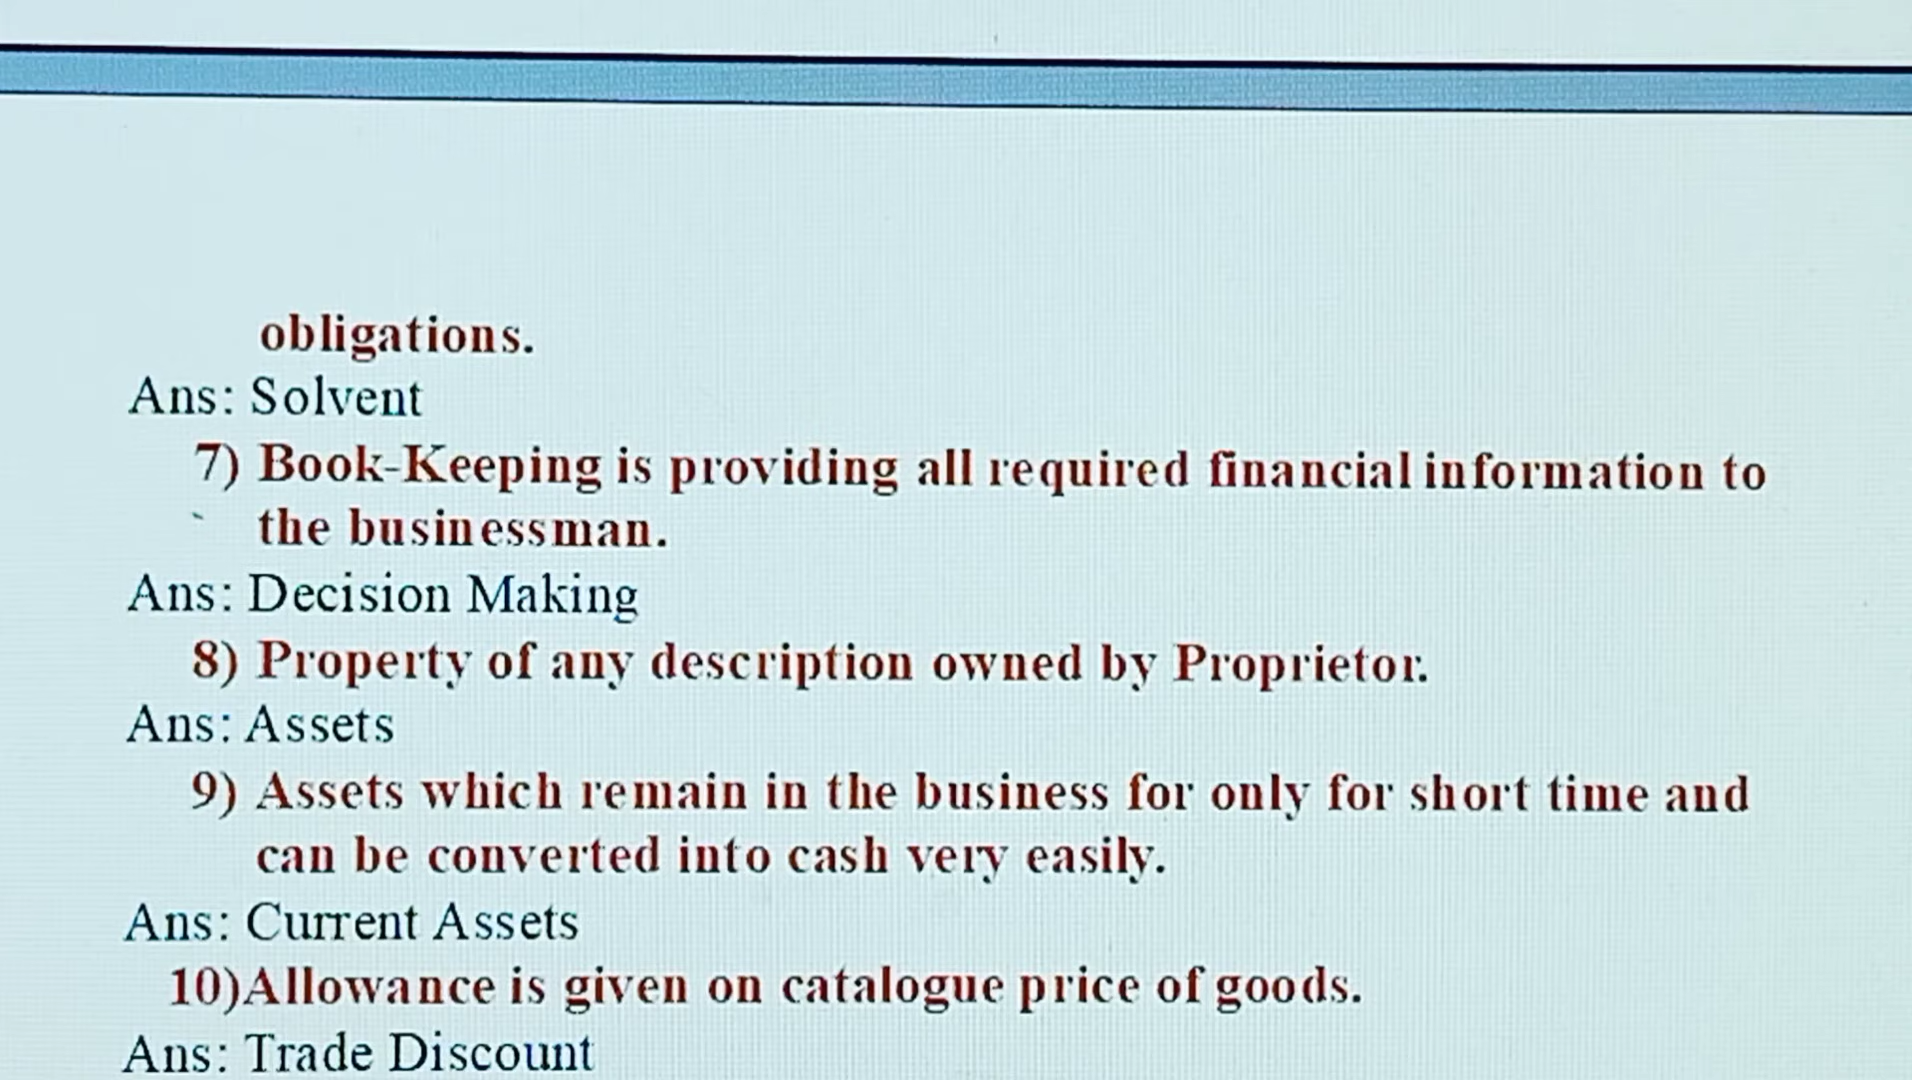 obligations.
Ans: Solvent
7) Book-Keeping is providing all required financial information to
the businessman.
Ans: Decision Making
8) Property of any description owned by Proprietor.
Ans: Assets
9) Assets which remain in the business for only for short time and
can be converted into cash very easily.
Ans: Current Assets
10)Allowance is given on catalogue price of goods.
Ans: Trade Discount